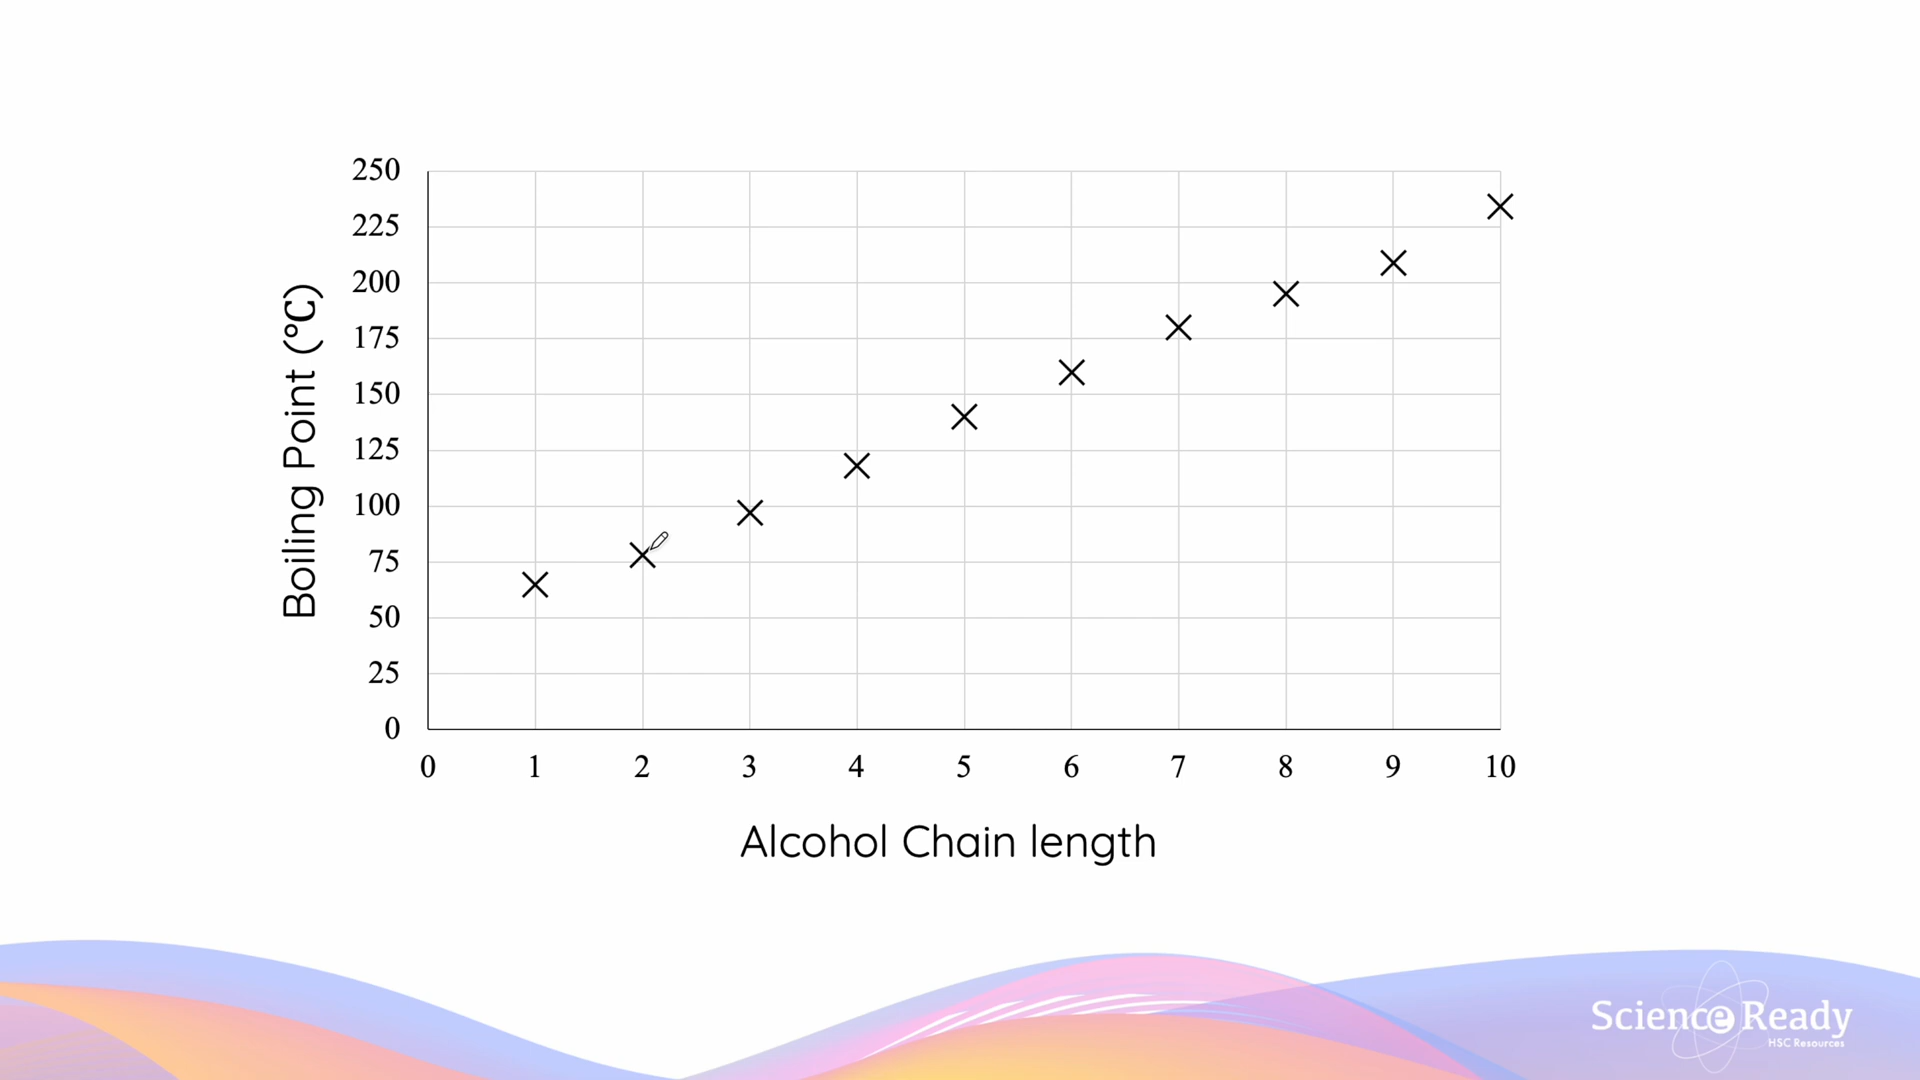 250
225
200
175
150
125
100
75
50
25
0
Boiling Point (°C)
0 1 2 3 4 5 6 7 8 9 10
Alcohol Chain length
Science Ready
HSC Resources